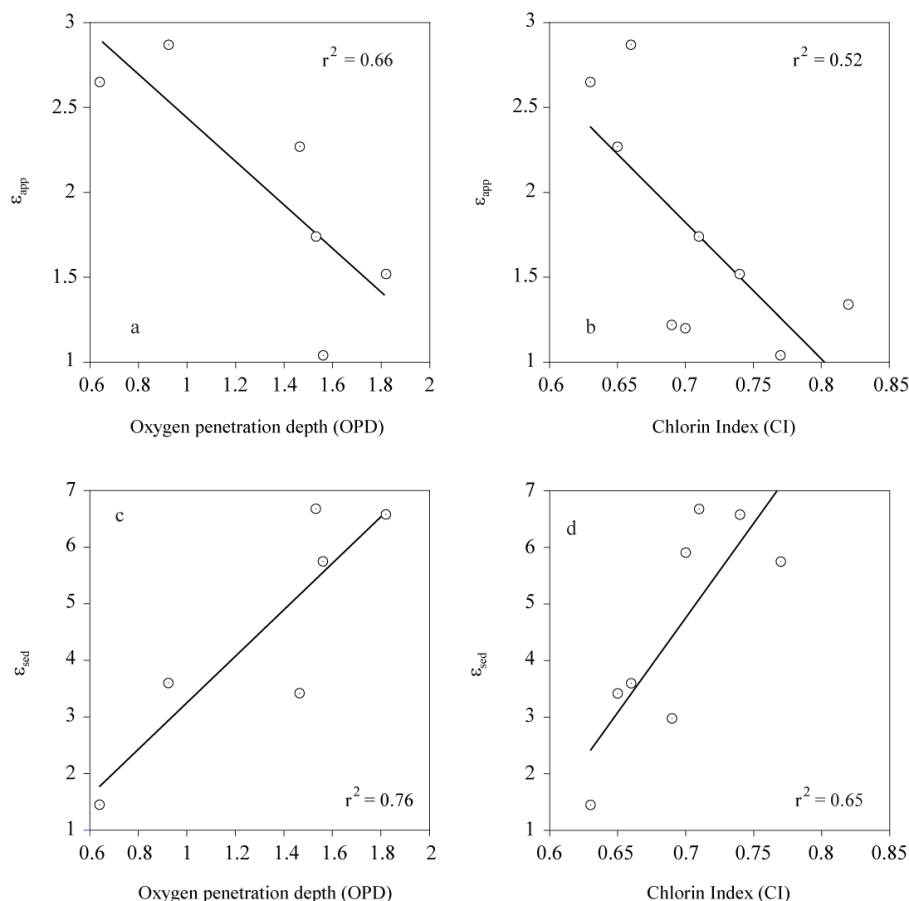 3
2.5
2
1.5
1
ε_app
r² = 0.66
a
0.6 0.8 1 1.2 1.4 1.6 1.8 2
Oxygen penetration depth (OPD)
3
2.5
2
1.5
1
ε_app
r² = 0.52
b
0.6 0.65 0.7 0.75 0.8 0.85
Chlorin Index (CI)
7
6
5
4
3
2
1
ε_sed
c
r² = 0.76
0.6 0.8 1 1.2 1.4 1.6 1.8 2
Oxygen penetration depth (OPD)
7
6
5
4
3
2
1
ε_sed
d
r² = 0.65
0.6 0.65 0.7 0.75 0.8 0.85
Chlorin Index (CI)